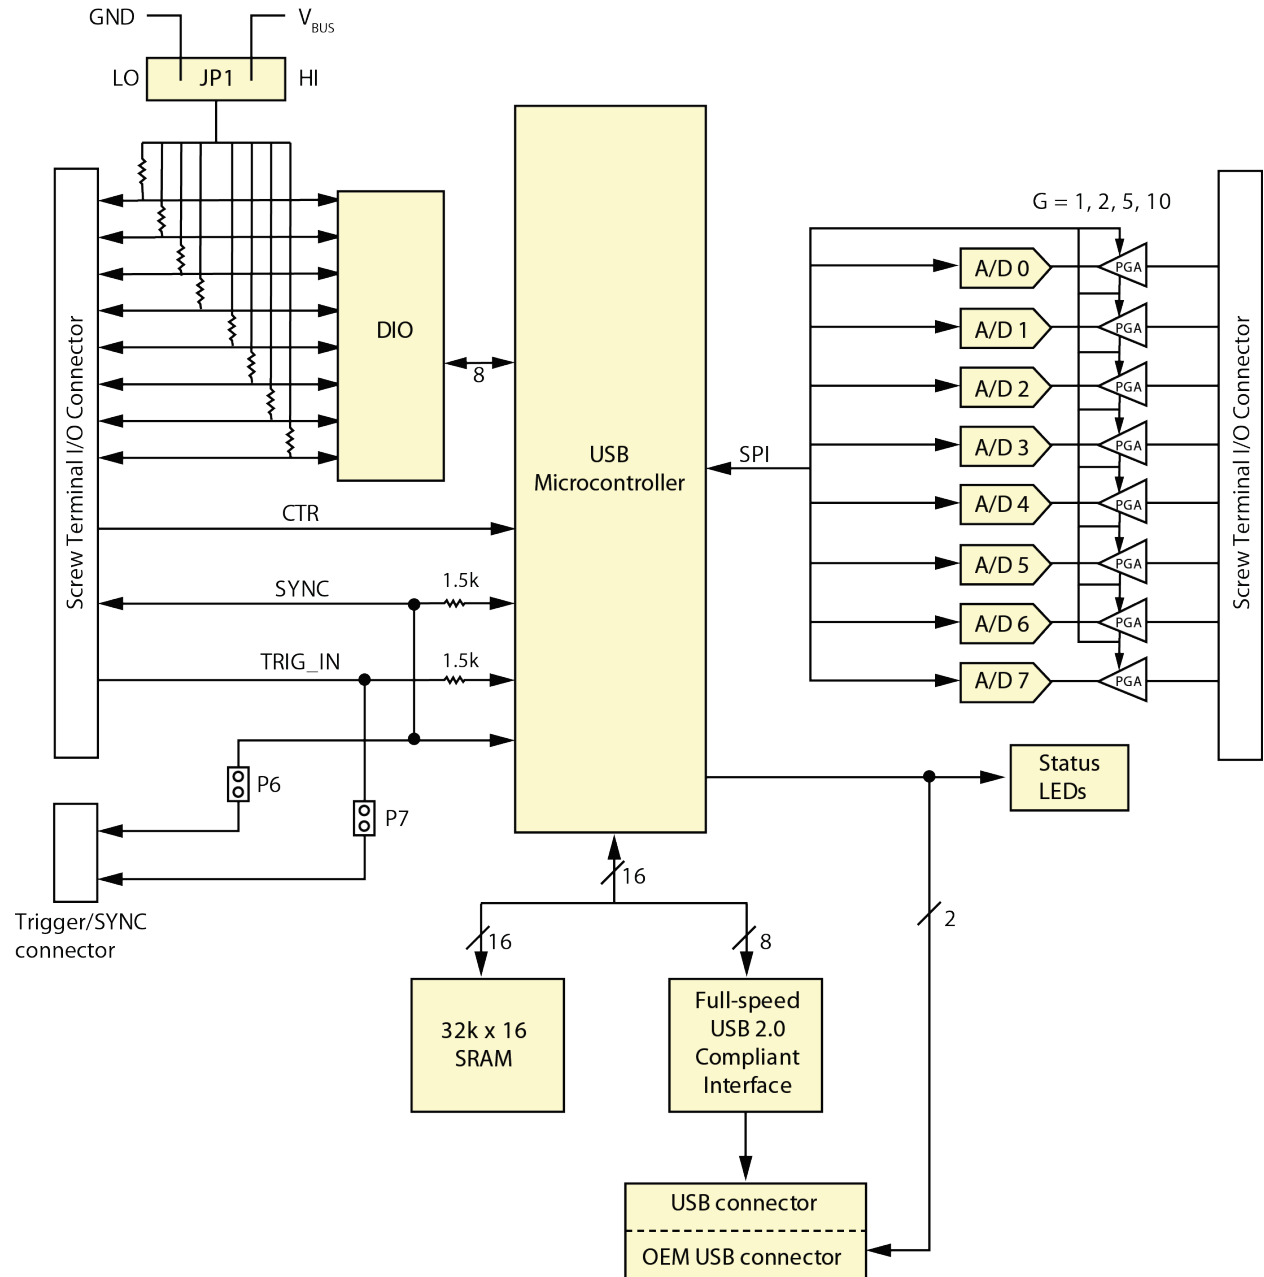 GND
VBUS
LO
JP1
HI
Screw Terminal I/O Connector
DIO
8
CTR
SYNC
1.5k
TRIG_IN
1.5k
P6
P7
Trigger/SYNC
connector
USB
Microcontroller
SPI
G = 1, 2, 5, 10
A/D 0
PGA
A/D 1
PGA
A/D 2
PGA
A/D 3
PGA
A/D 4
PGA
A/D 5
PGA
A/D 6
PGA
A/D 7
PGA
Screw Terminal I/O Connector
Status
LEDs
2
16
16
8
32k x 16
SRAM
Full-speed
USB 2.0
Compliant
Interface
USB connector
OEM USB connector